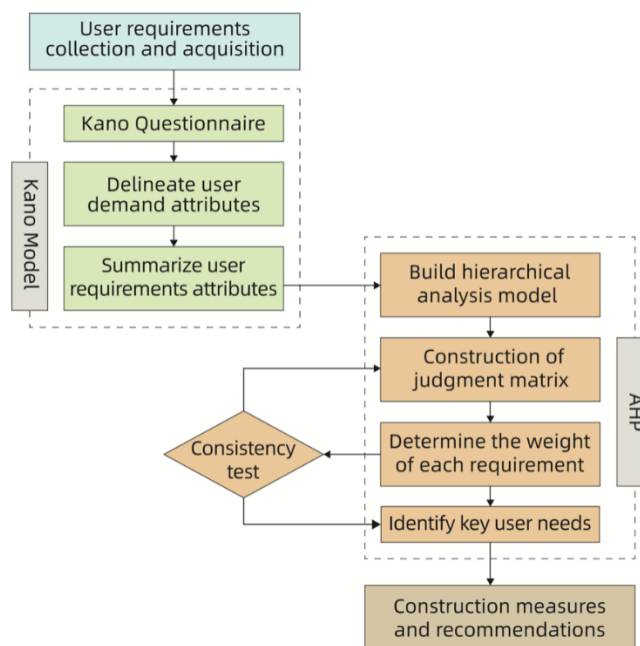 User requirements
collection and acquisition
Kano Questionnaire
Delineate user
demand attributes
Summarize user
requirements attributes
Kano Model
Build hierarchical
analysis model
Construction of
judgment matrix
Determine the weight
of each requirement
Identify key user needs
AHP
Consistency
test
Construction measures
and recommendations